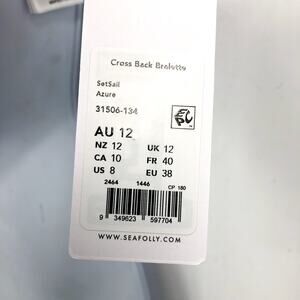 Cross Back Bralette
SetSail
Azure
31506-134
AU 12
NZ 12 UK 12
CA 10 FR 40
US 8 EU 38
2464 1446 CP 180
9 349623 597704
WWW.SEAFOLLY.COM